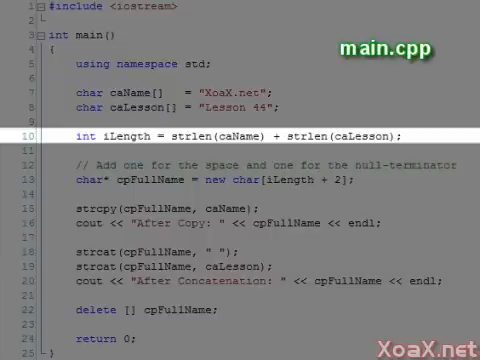 main.cpp
1 #include <iostream>
2
3 int main()
4 {
5 using namespace std;
6
7 char caName[] = "XoaX.net";
8 char caLesson[] = "Lesson 44";
9
10 int iLength = strlen(caName) + strlen(caLesson);
11
12 // Add one for the space and one for the null-terminator
13 char* cpFullName = new char[iLength + 2];
14
15 strcpy(cpFullName, caName);
16 cout << "After Copy: " << cpFullName << endl;
17
18 strcat(cpFullName, " ");
19 strcat(cpFullName, caLesson);
20 cout << "After Concatenation: " << cpFullName << endl;
21
22 delete [] cpFullName;
23
24 return 0;
25 }
XoaX.net